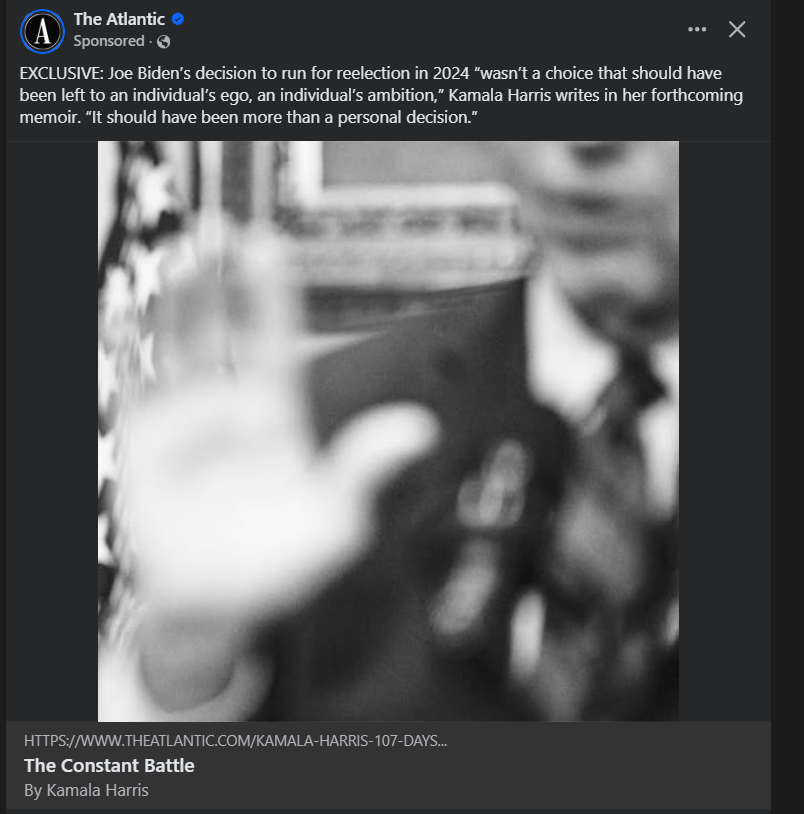 The Atlantic
Sponsored ·
EXCLUSIVE: Joe Biden’s decision to run for reelection in 2024 “wasn’t a choice that should have
been left to an individual’s ego, an individual’s ambition,” Kamala Harris writes in her forthcoming
memoir. “It should have been more than a personal decision.”
HTTPS://WWW.THEATLANTIC.COM/KAMALA-HARRIS-107-DAYS...
The Constant Battle
By Kamala Harris